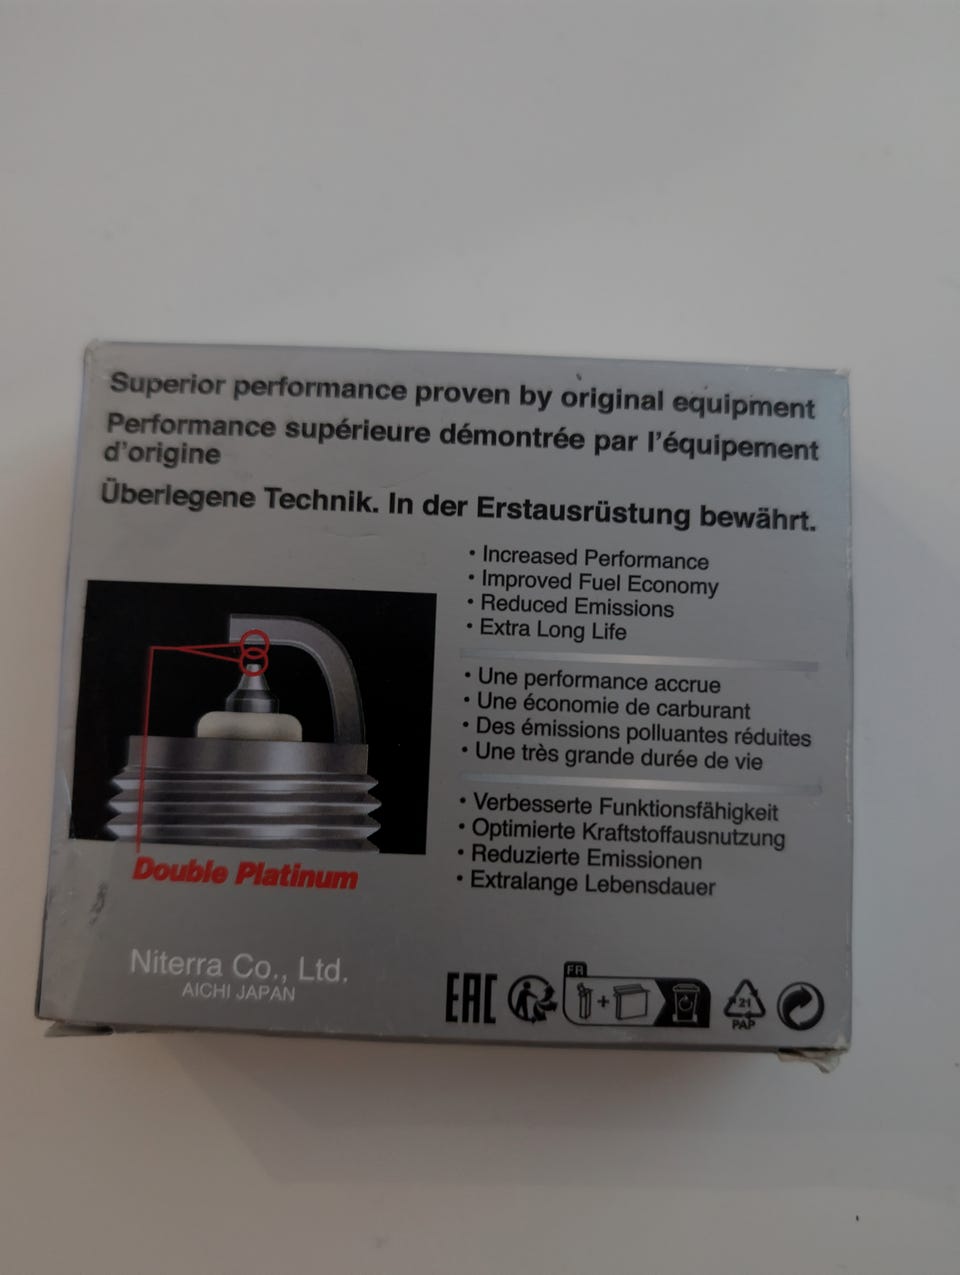 Superior performance proven by original equipment
Performance supérieure démontrée par l'équipement
d'origine
Überlegene Technik. In der Erstausrüstung bewährt.
• Increased Performance
• Improved Fuel Economy
• Reduced Emissions
• Extra Long Life
• Une performance accrue
• Une économie de carburant
• Des émissions polluantes réduites
• Une très grande durée de vie
• Verbesserte Funktionsfähigkeit
• Optimierte Kraftstoffausnutzung
• Reduzierte Emissionen
• Extralange Lebensdauer
Double Platinum
Niterra Co., Ltd.
AICHI JAPAN
EAC
FR
+
21
PAP